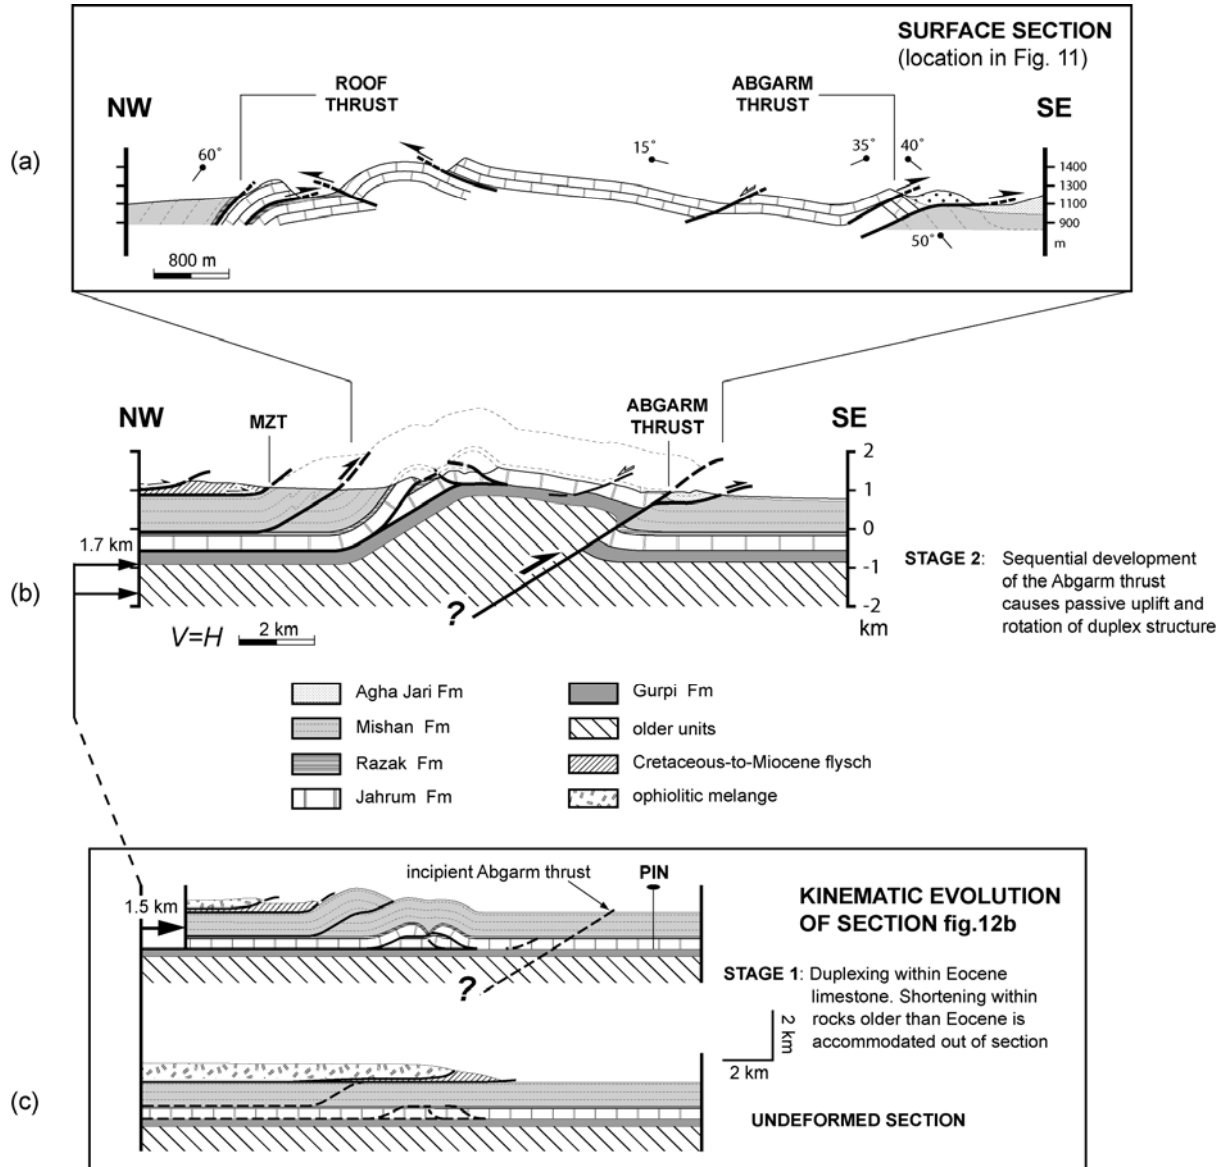 SURFACE SECTION
(location in Fig. 11)
ROOF
THRUST
ABGARM
THRUST
NW
SE
(a)
60°
15°
35°
40°
1400
1300
1100
900
m
50°
800 m
NW
MZT
ABGARM
THRUST
SE
2
1
0
-1
-2
km
1.7 km
(b)
?
V=H
2 km
STAGE 2: Sequential development
of the Abgarm thrust
causes passive uplift and
rotation of duplex structure
Agha Jari Fm
Mishan Fm
Razak Fm
Jahrum Fm
Gurpi Fm
older units
Cretaceous-to-Miocene flysch
ophiolitic melange
incipient Abgarm thrust
PIN
1.5 km
?
KINEMATIC EVOLUTION
OF SECTION fig.12b
STAGE 1: Duplexing within Eocene
limestone. Shortening within
rocks older than Eocene is
accommodated out of section
2 km
2 km
(c)
UNDEFORMED SECTION